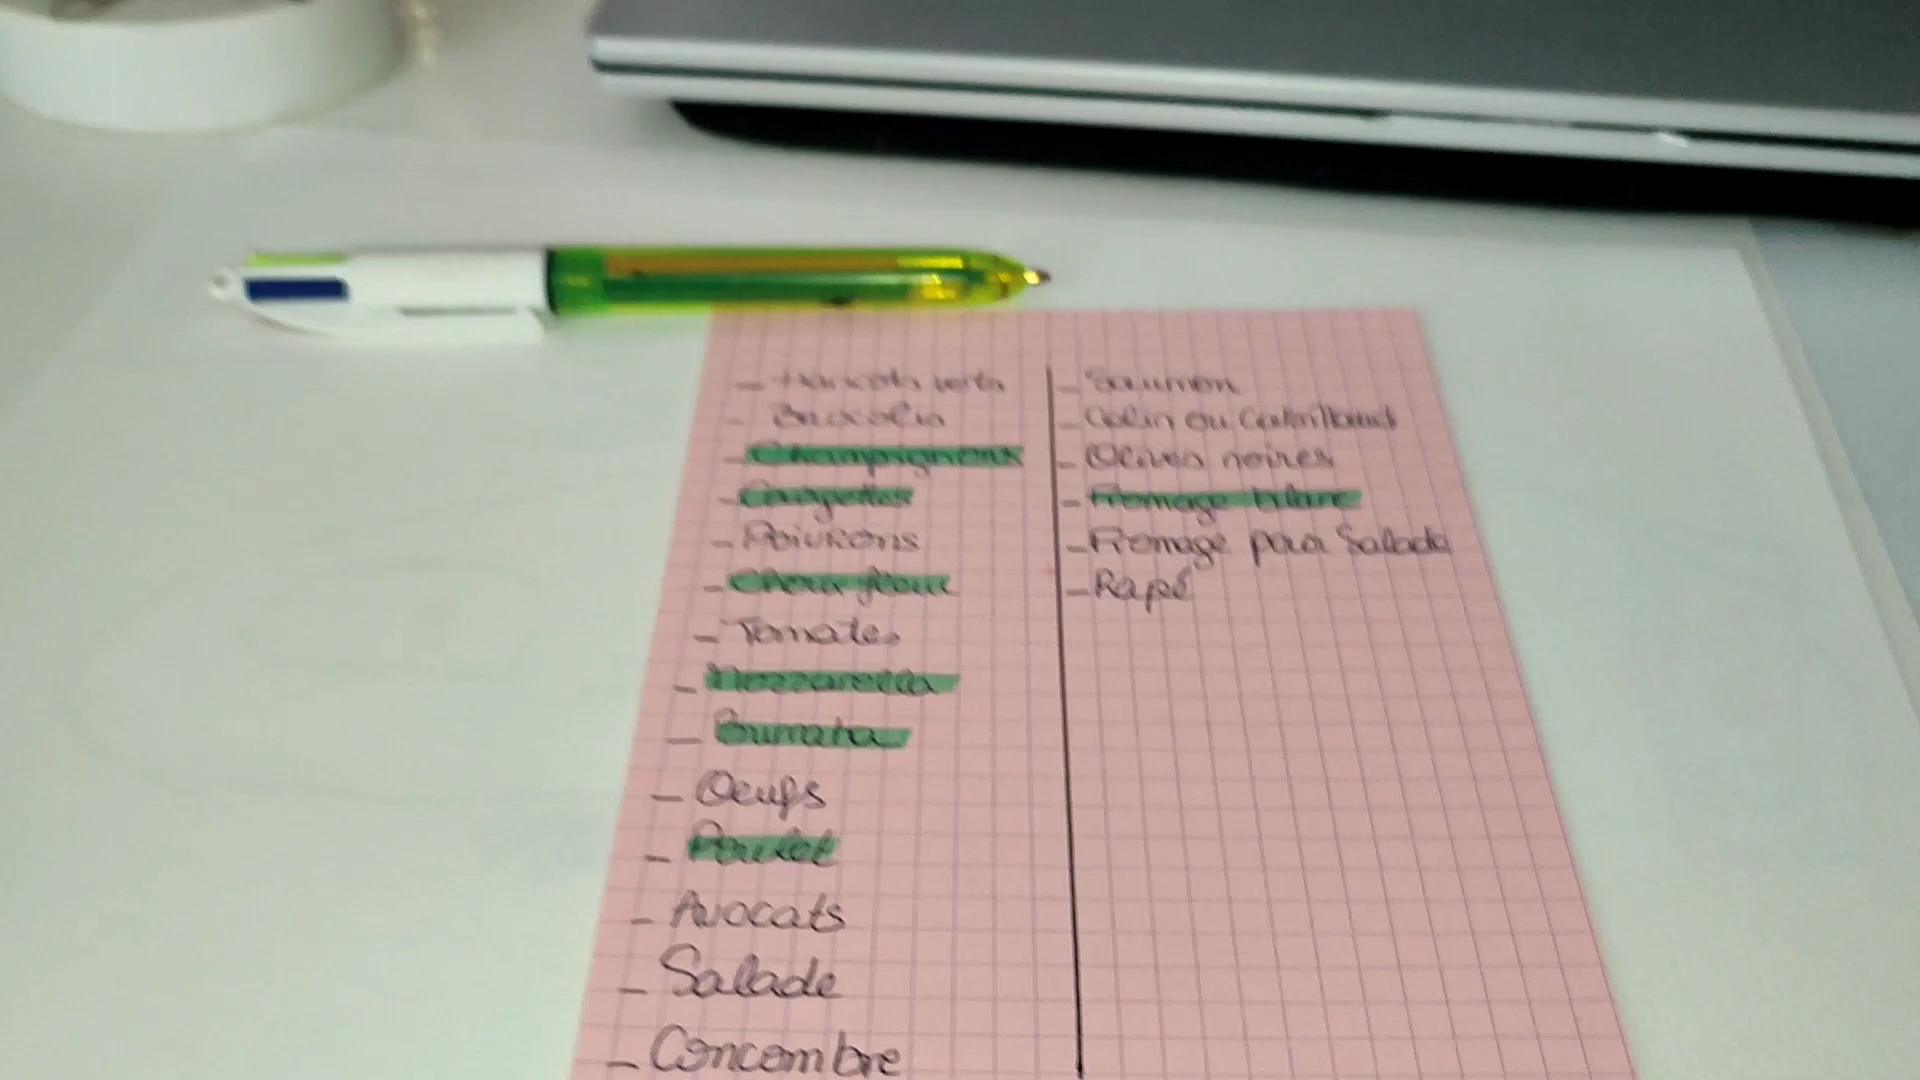 - Haricots verts
- Brocolis
- Champignons
- Courgettes
- Poivrons
- Choux fleur
- Tomates
- Mozzarella
- Burrata
- Oeufs
- Poulet
- Avocats
- Salade
- Concombre
- Saumon
- Colin ou Cabillaud
- Olives noires
- Fromage blanc
- Fromage pour Salade
- Rapé